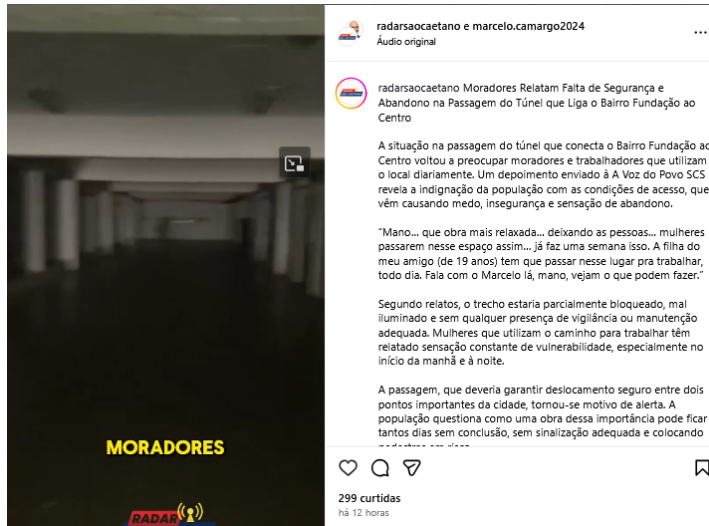 MORADORES
RADAR
radarsaocaetano e marcelo.camargo2024
Áudio original
radarsaocaetano Moradores Relatam Falta de Segurança e
Abandono na Passagem do Túnel que Liga o Bairro Fundação ao
Centro
A situação na passagem do túnel que conecta o Bairro Fundação ao
Centro voltou a preocupar moradores e trabalhadores que utilizam
o local diariamente. Um depoimento enviado à A Voz do Povo SCS
revela a indignação da população com as condições de acesso, que
vêm causando medo, insegurança e sensação de abandono.
“Mano... que obra mais relaxada... deixando as pessoas... mulheres
passarem nesse espaço assim... já faz uma semana isso. A filha do
meu amigo (de 19 anos) tem que passar nesse lugar pra trabalhar,
todo dia. Fala com o Marcelo lá, mano, vejam o que podem fazer.”
Segundo relatos, o trecho estaria parcialmente bloqueado, mal
iluminado e sem qualquer presença de vigilância ou manutenção
adequada. Mulheres que utilizam o caminho para trabalhar têm
relatado sensação constante de vulnerabilidade, especialmente no
início da manhã e à noite.
A passagem, que deveria garantir deslocamento seguro entre dois
pontos importantes da cidade, tornou-se motivo de alerta. A
população questiona como uma obra dessa importância pode ficar
tantos dias sem conclusão, sem sinalização adequada e colocando
299 curtidas
há 12 horas